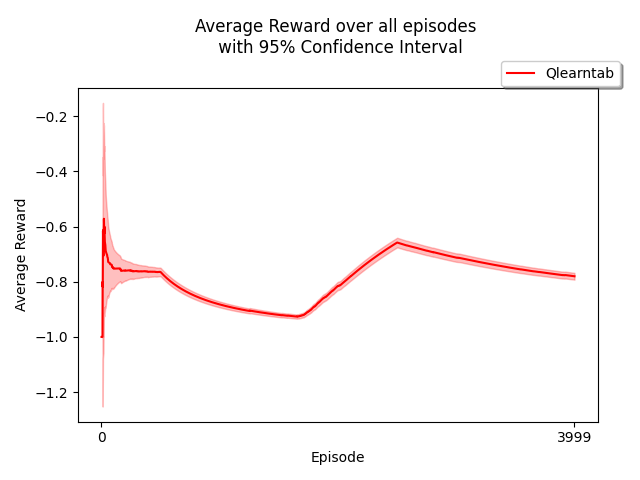 Average Reward over all episodes
with 95% Confidence Interval
Qlearntab
−0.2
−0.4
−0.6
−0.8
−1.0
−1.2
Average Reward
0
3999
Episode